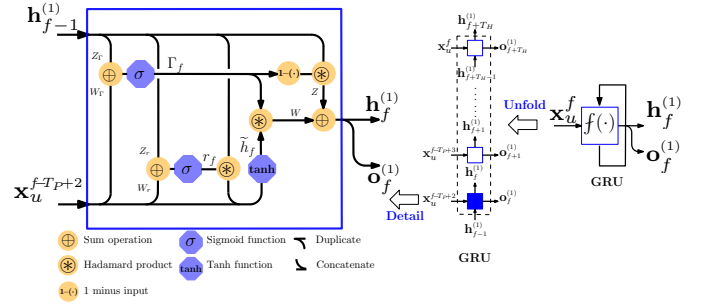 h_{f-1}^{(1)}
Z_Γ
W_Γ
σ
Γ_f
1-(·)
Z
W
h_f^{(1)}
o_f^{(1)}
Z_r
W_r
σ
r_f
h̃_f
tanh
x_u^{f-T_P+2}
Sum operation
σ Sigmoid function
Duplicate
Hadamard product
tanh Tanh function
Concatenate
1-(·) 1 minus input
h_{f+T_H}^{(1)}
x_u^f
o_{f+T_H}^{(1)}
h_{f+T_H-1}^{(1)}
h_{f+1}^{(1)}
x_u^{f-T_P+3}
o_{f+1}^{(1)}
h_f^{(1)}
x_u^{f-T_P+2}
o_f^{(1)}
h_{f-1}^{(1)}
GRU
Detail
Unfold
x_u^f
f(·)
h_f^{(1)}
o_f^{(1)}
GRU